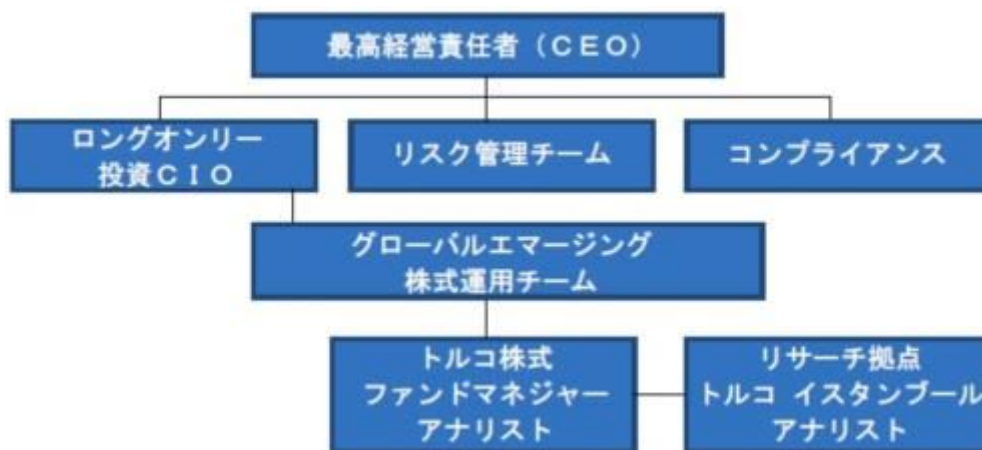 最高経営責任者（ＣＥＯ）
ロングオンリー
投資ＣＩＯ
リスク管理チーム
コンプライアンス
グローバルエマージング
株式運用チーム
トルコ株式
ファンドマネジャー
アナリスト
リサーチ拠点
トルコ イスタンブール
アナリスト